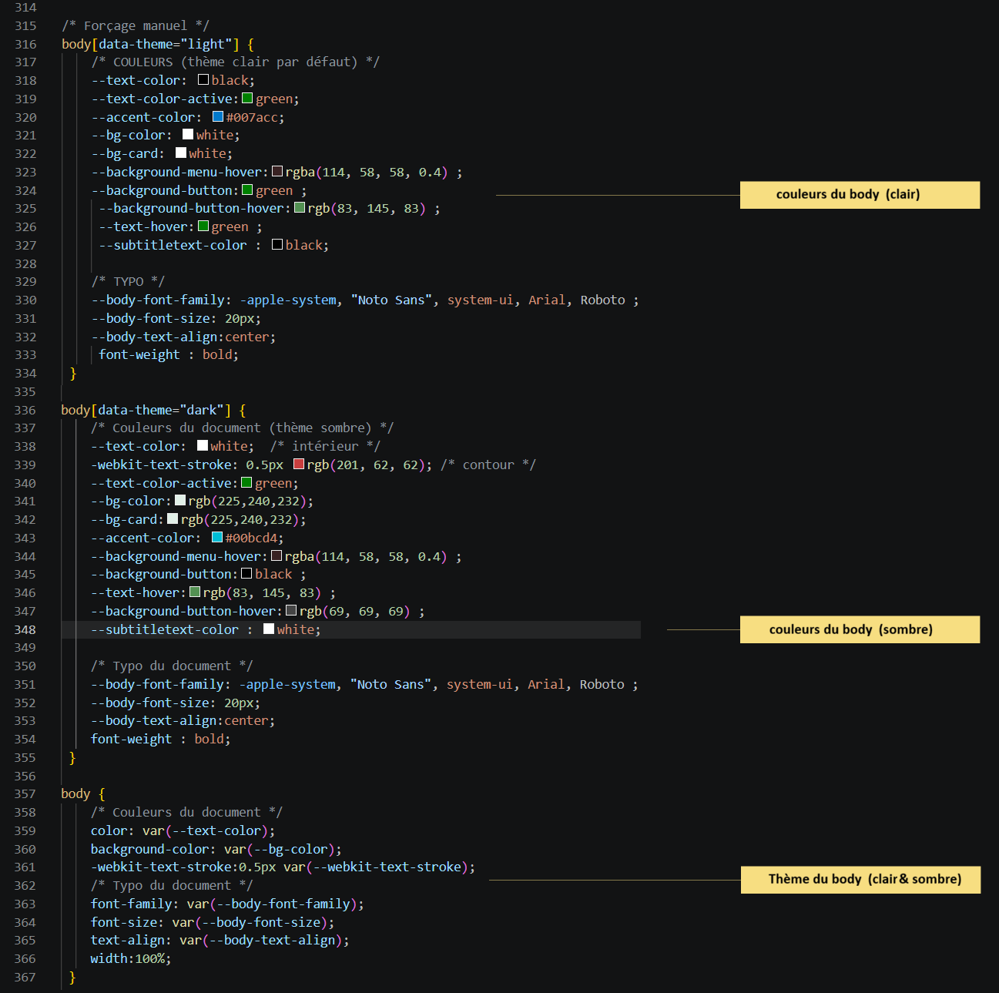 314
315 /* Forçage manuel */
316 body[data-theme="light"] {
317 /* COULEURS (thème clair par défaut) */
318 --text-color: black;
319 --text-color-active: green;
320 --accent-color: #007acc;
321 --bg-color: white;
322 --bg-card: white;
323 --background-menu-hover: rgba(114, 58, 58, 0.4) ;
324 --background-button: green ;
couleurs du body (clair)
325 --background-button-hover: rgb(83, 145, 83) ;
326 --text-hover: green ;
327 --subtitletext-color : black;
328
329 /* TYPO */
330 --body-font-family: -apple-system, "Noto Sans", system-ui, Arial, Roboto ;
331 --body-font-size: 20px;
332 --body-text-align:center;
333 font-weight : bold;
334 }
335
336 body[data-theme="dark"] {
337 /* Couleurs du document (thème sombre) */
338 --text-color: white; /* intérieur */
339 -webkit-text-stroke: 0.5px rgb(201, 62, 62); /* contour */
340 --text-color-active: green;
341 --bg-color: rgb(225,240,232);
342 --bg-card: rgb(225,240,232);
343 --accent-color: #00bcd4;
344 --background-menu-hover: rgba(114, 58, 58, 0.4) ;
345 --background-button: black ;
346 --text-hover: rgb(83, 145, 83) ;
347 --background-button-hover: rgb(69, 69, 69) ;
348 --subtitletext-color : white;
couleurs du body (sombre)
349
350 /* Typo du document */
351 --body-font-family: -apple-system, "Noto Sans", system-ui, Arial, Roboto ;
352 --body-font-size: 20px;
353 --body-text-align:center;
354 font-weight : bold;
355 }
356
357 body {
358 /* Couleurs du document */
359 color: var(--text-color);
360 background-color: var(--bg-color);
361 -webkit-text-stroke:0.5px var(--webkit-text-stroke);
362 /* Typo du document */
Thème du body (clair & sombre)
363 font-family: var(--body-font-family);
364 font-size: var(--body-font-size);
365 text-align: var(--body-text-align);
366 width:100%;
367 }